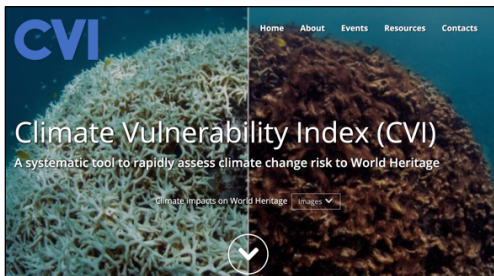 CVI
Home About Events Resources Contacts
Climate Vulnerability Index (CVI)
A systematic tool to rapidly assess climate change risk to World Heritage
Climate impacts on World Heritage Images